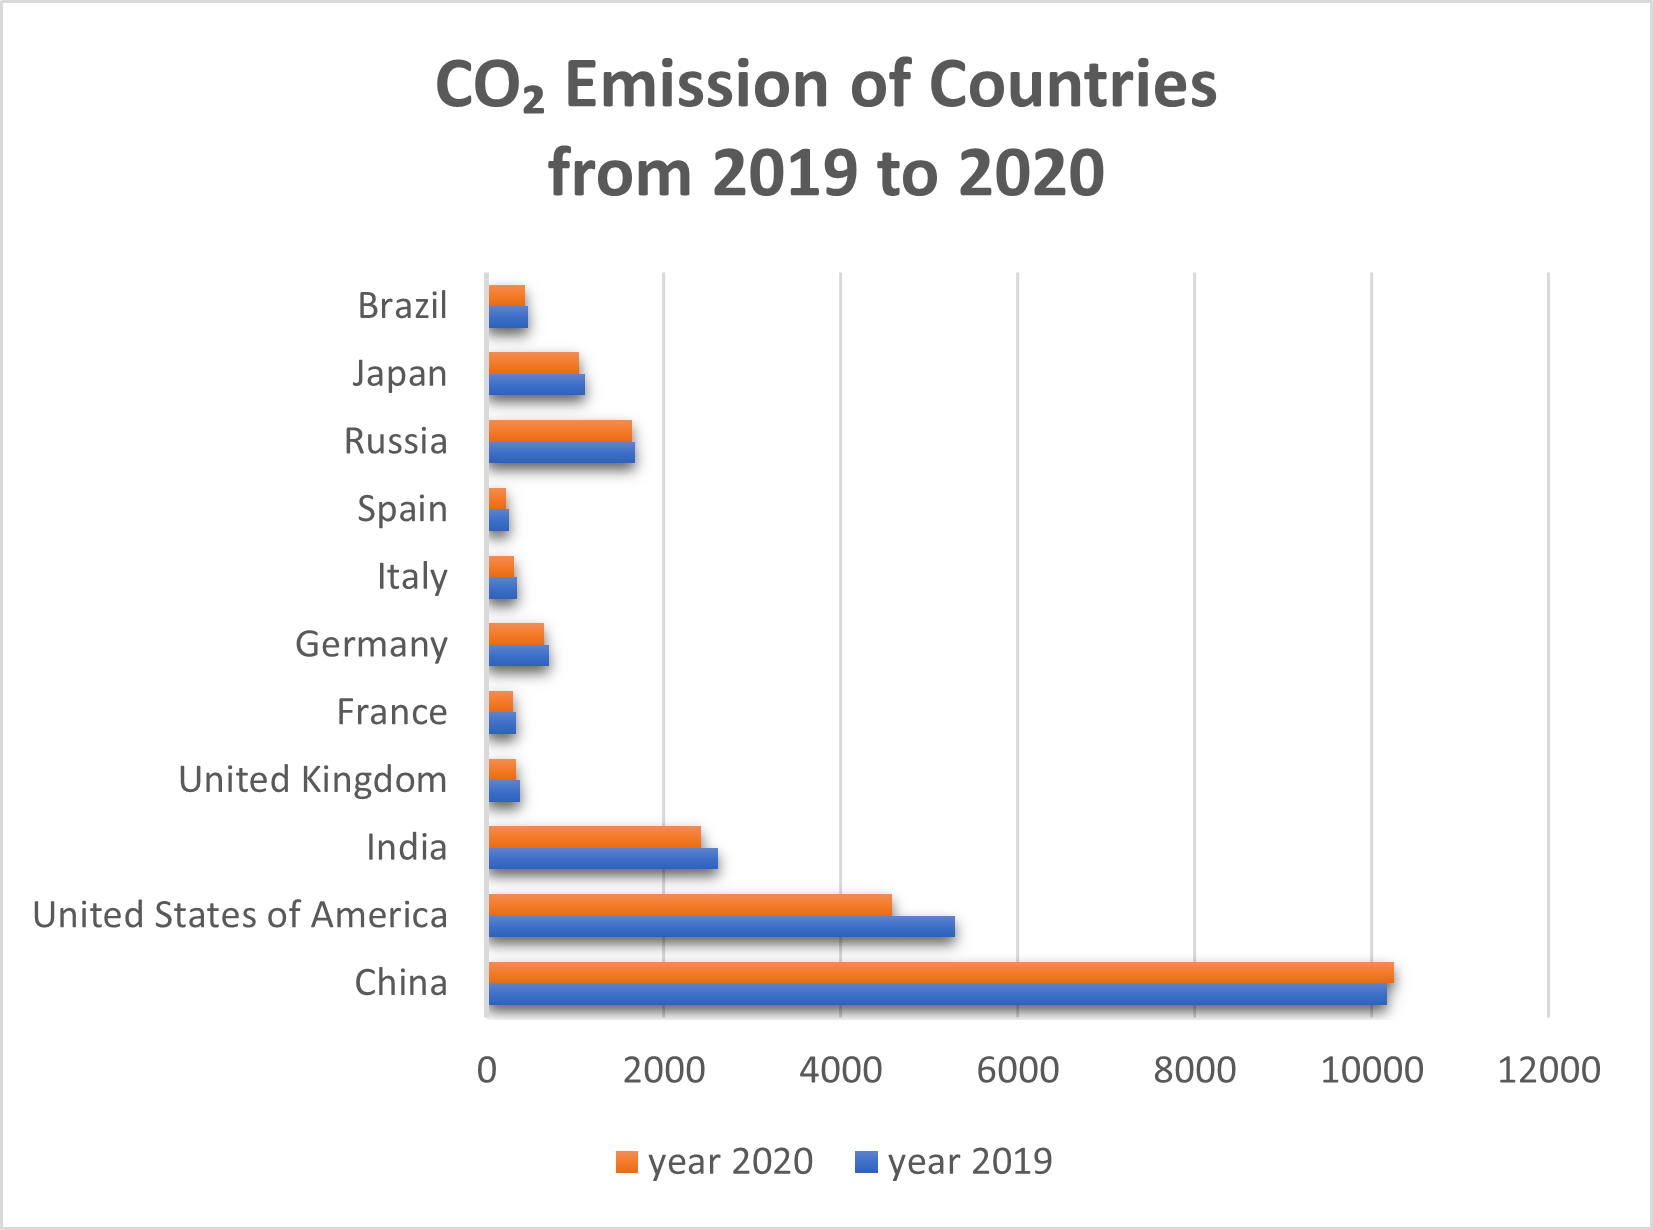 CO₂ Emission of Countries
from 2019 to 2020
Brazil
Japan
Russia
Spain
Italy
Germany
France
United Kingdom
India
United States of America
China
0 2000 4000 6000 8000 10000 12000
year 2020 year 2019